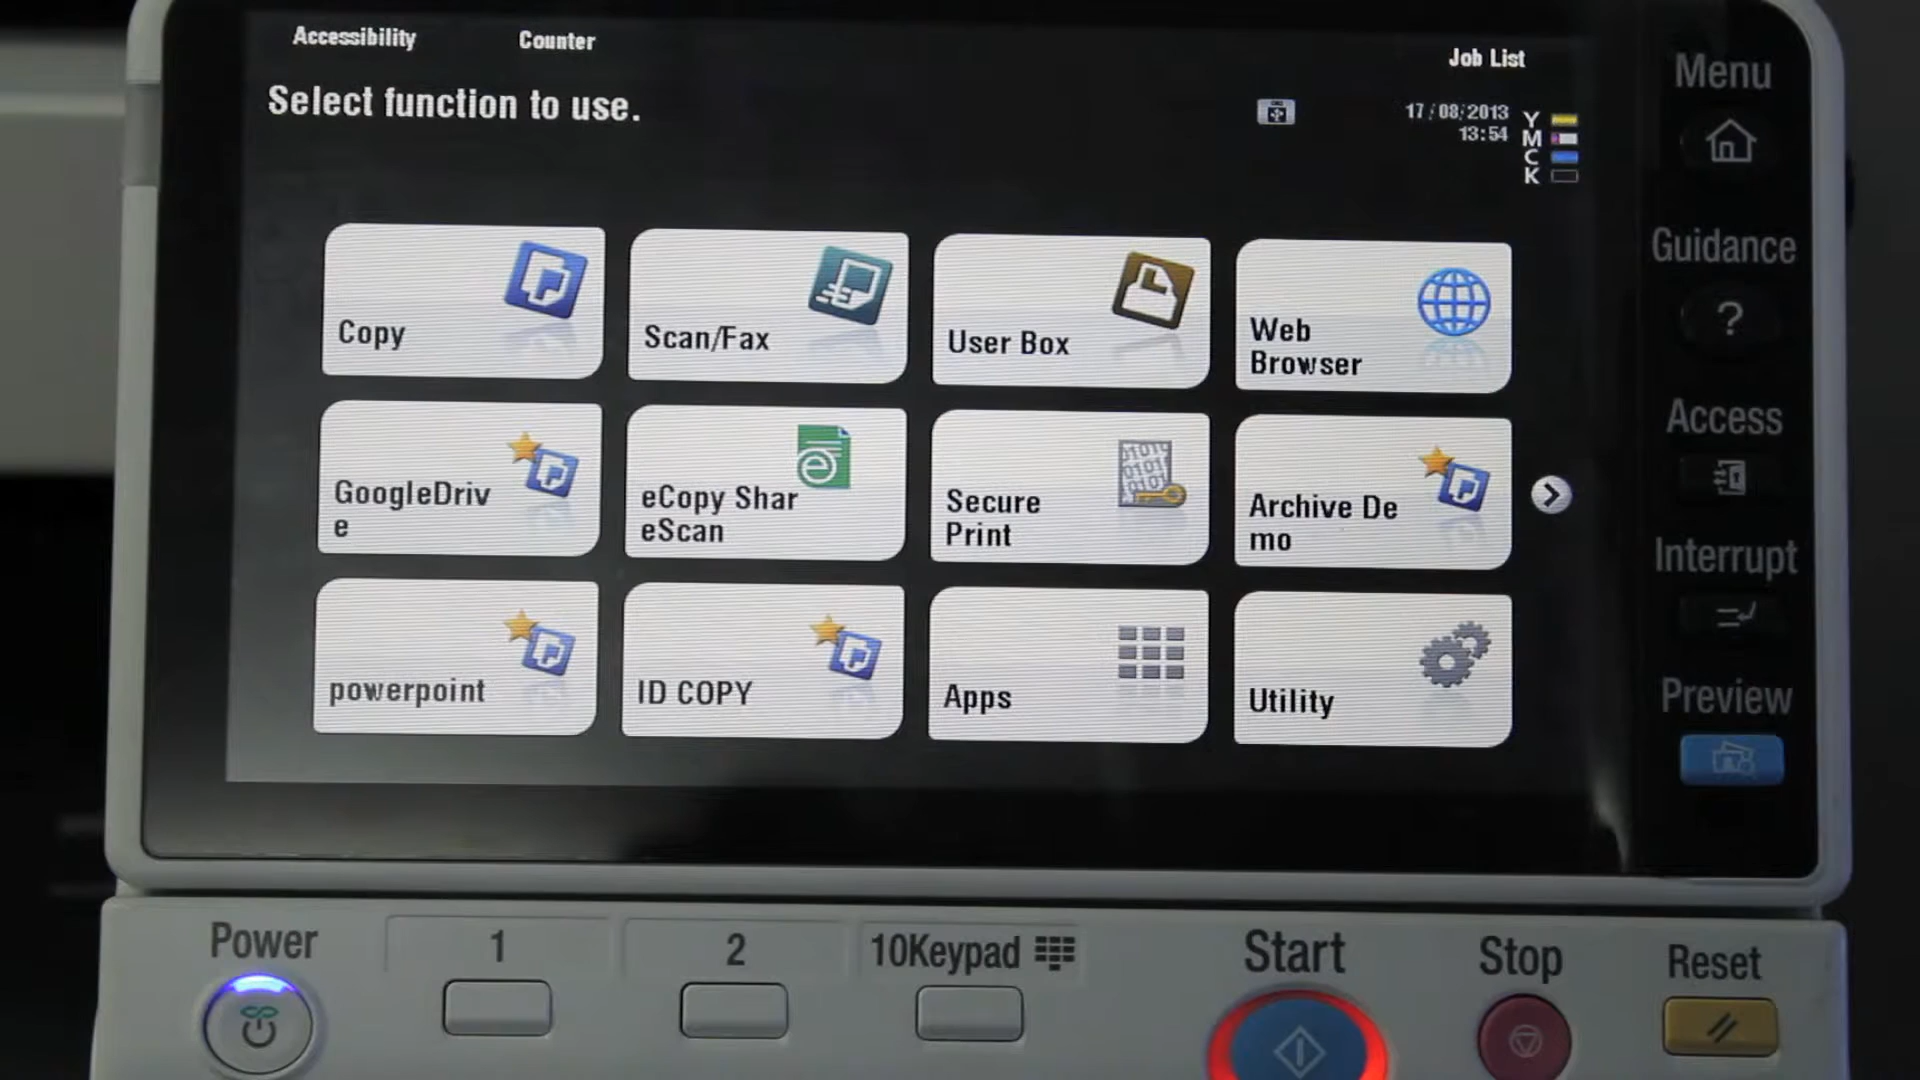 Accessibility
Counter
Job List
Menu
Select function to use.
17/08/2013
13:54
Y
M
C
K
Guidance
?
Copy
Scan/Fax
User Box
Web
Browser
Access
GoogleDriv
e
eCopy Shar
eScan
Secure
Print
Archive De
mo
Interrupt
powerpoint
ID COPY
Apps
Utility
Preview
Power
1
2
10Keypad
Start
Stop
Reset